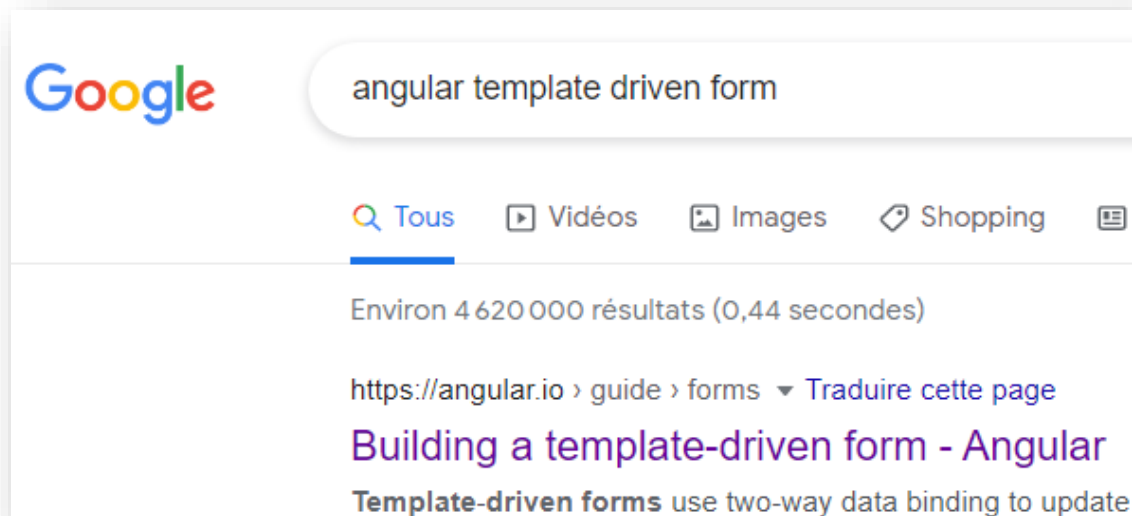 Google
angular template driven form
Tous Vidéos Images Shopping
Environ 4 620 000 résultats (0,44 secondes)
https://angular.io › guide › forms ▼ Traduire cette page
Building a template-driven form - Angular
Template-driven forms use two-way data binding to update